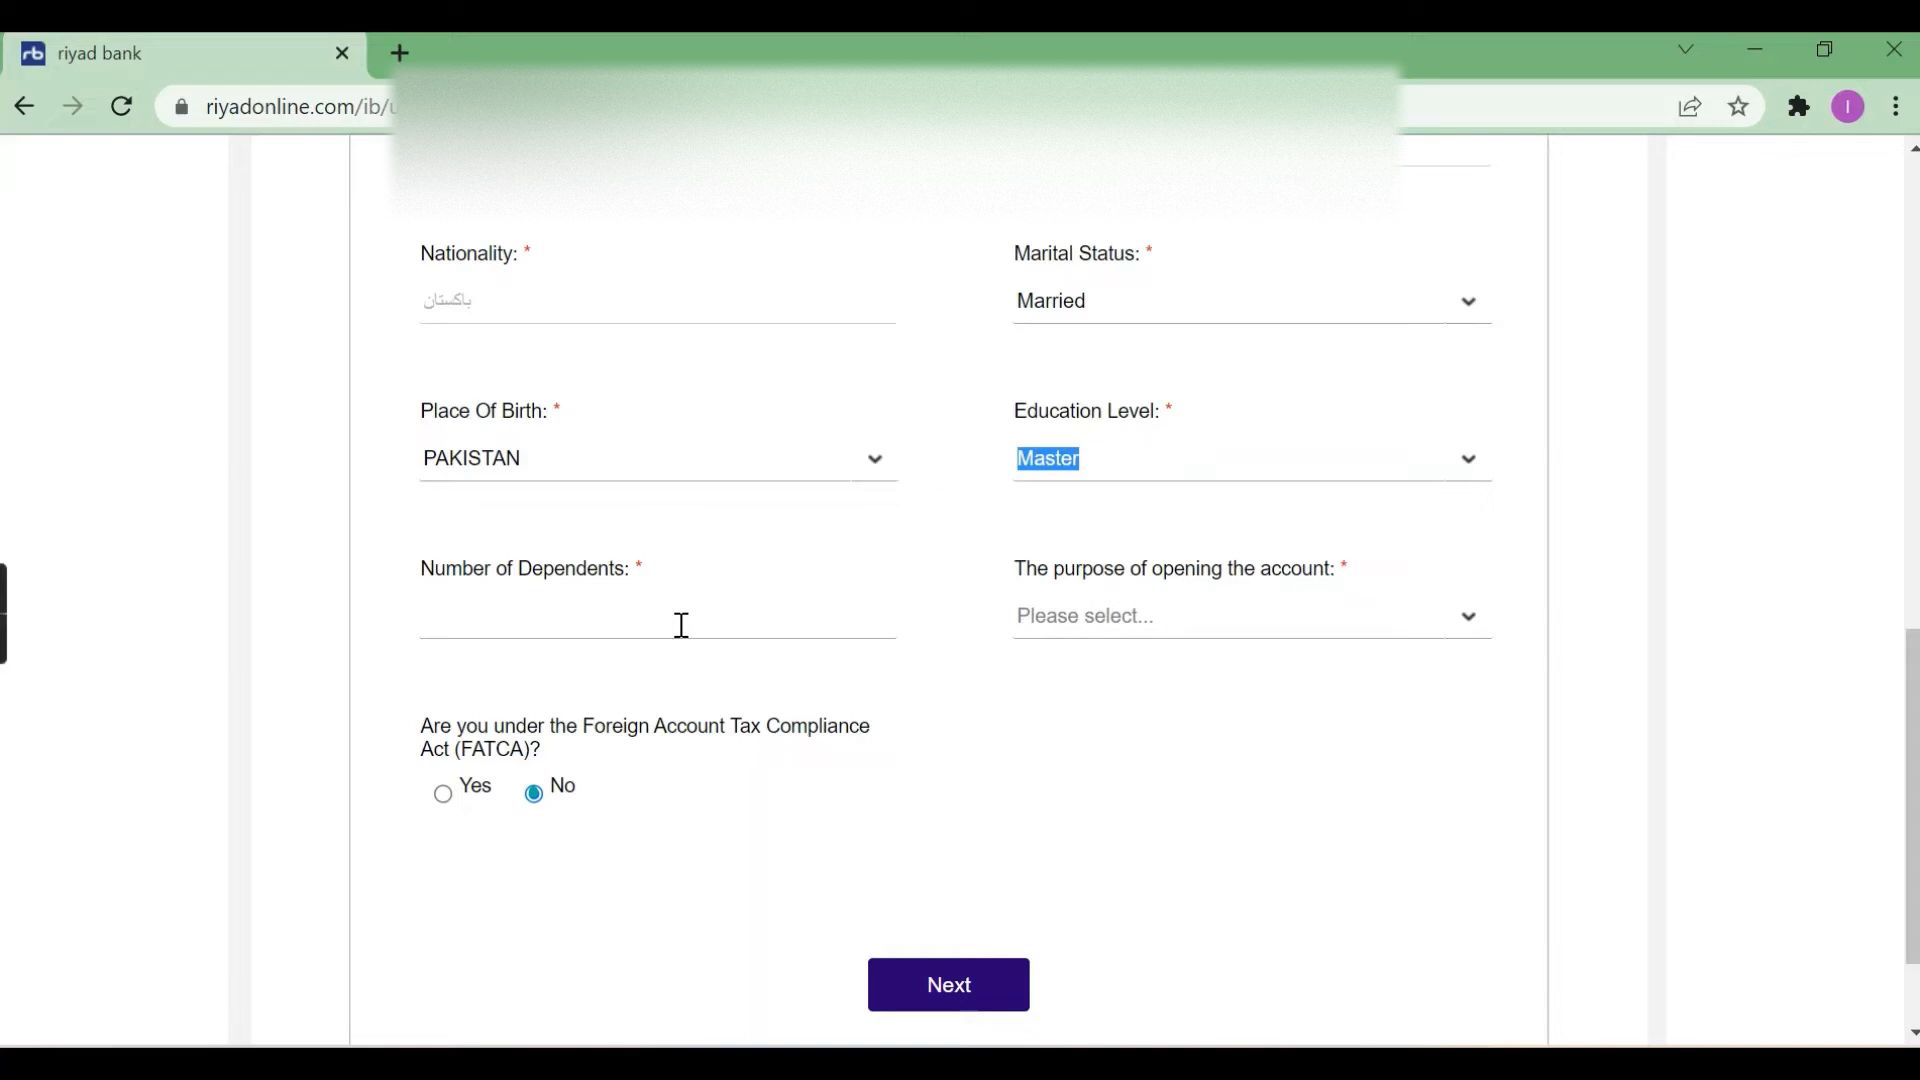 riyad bank
riyadonline.com/ib/
I
Nationality: *
Marital Status: *
باكستان
Married
Place Of Birth: *
Education Level: *
PAKISTAN
Master
Number of Dependents: *
The purpose of opening the account: *
Please select...
Are you under the Foreign Account Tax Compliance
Act (FATCA)?
Yes
No
Next